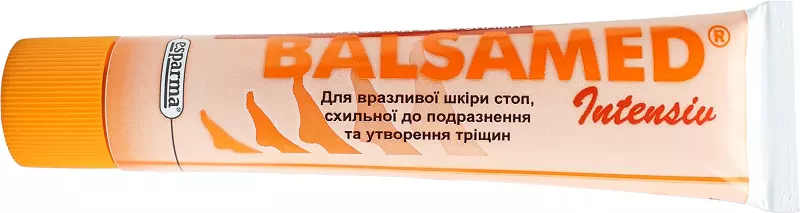 BALSAMED®
Intensiv
esparma®
Для вразливої шкіри стоп,
схильної до подразнення
та утворення тріщин